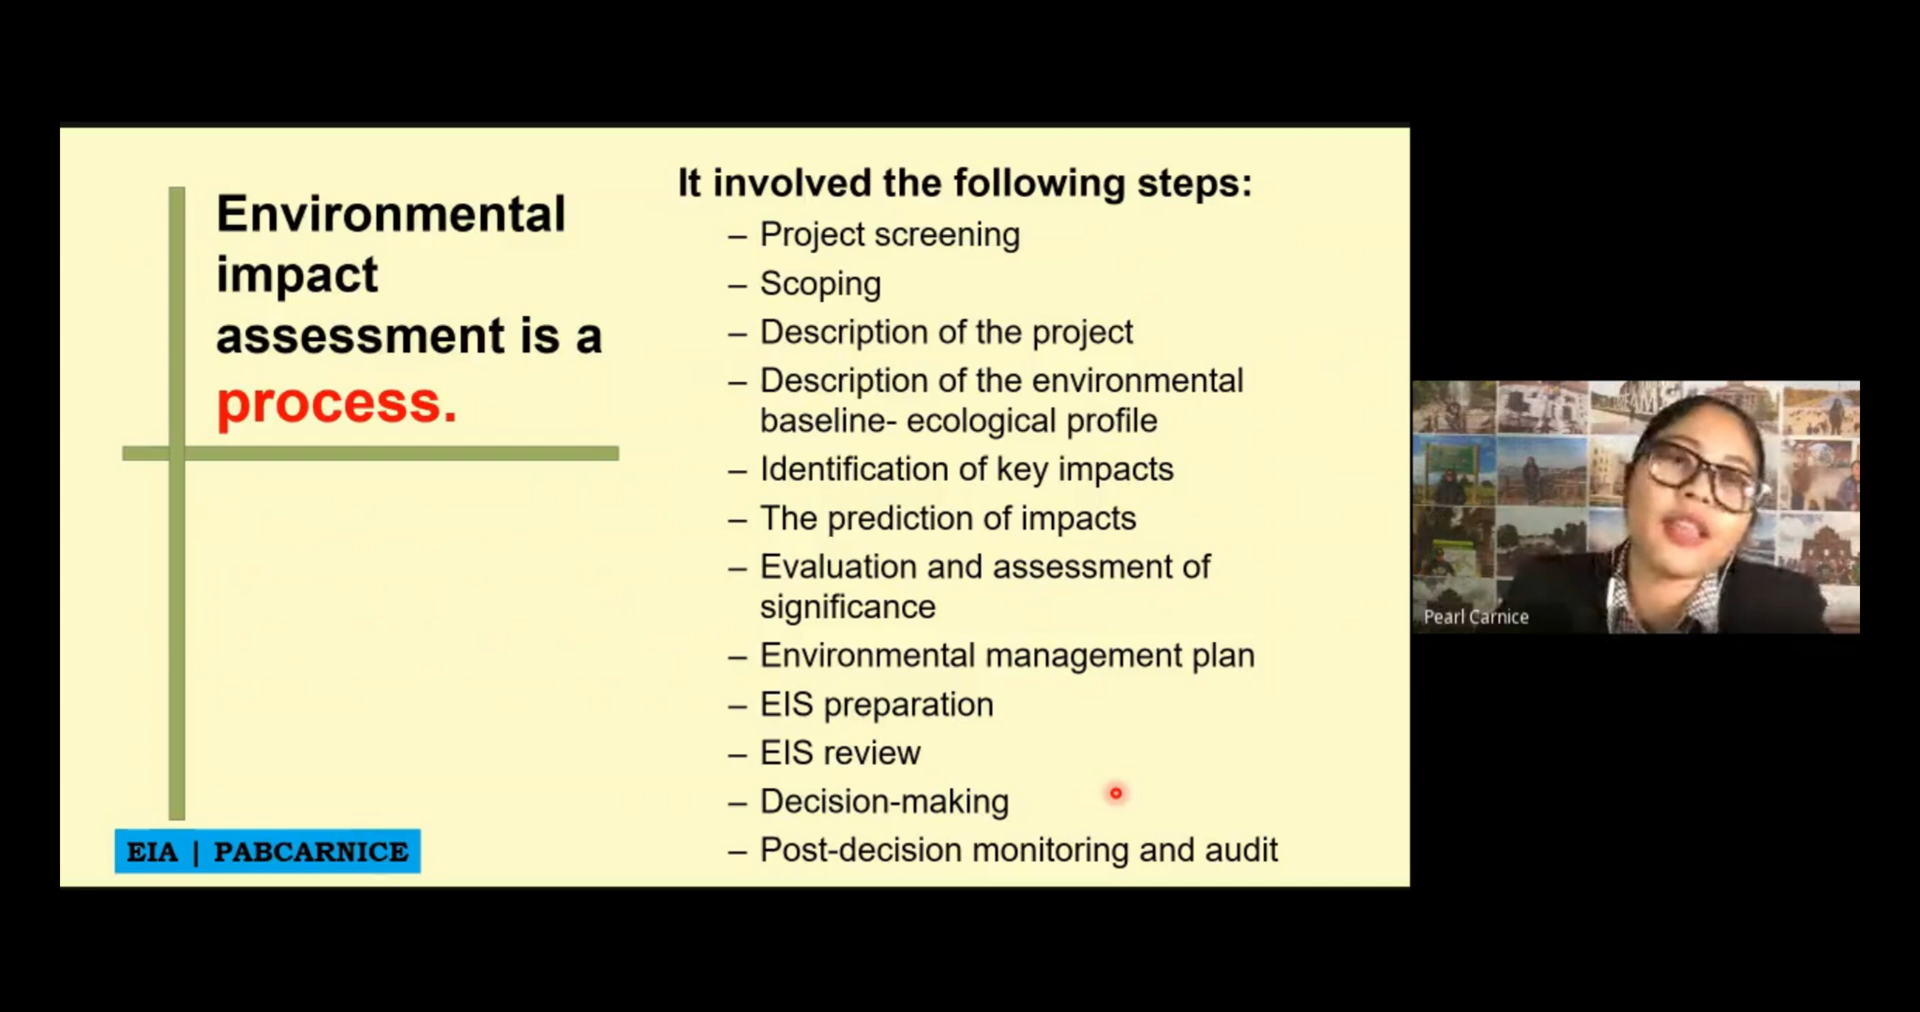 Environmental
impact
assessment is a
process.
It involved the following steps:
– Project screening
– Scoping
– Description of the project
– Description of the environmental
baseline- ecological profile
– Identification of key impacts
– The prediction of impacts
– Evaluation and assessment of
significance
– Environmental management plan
– EIS preparation
– EIS review
– Decision-making
– Post-decision monitoring and audit
EIA | PABCARNICE
Pearl Carnice